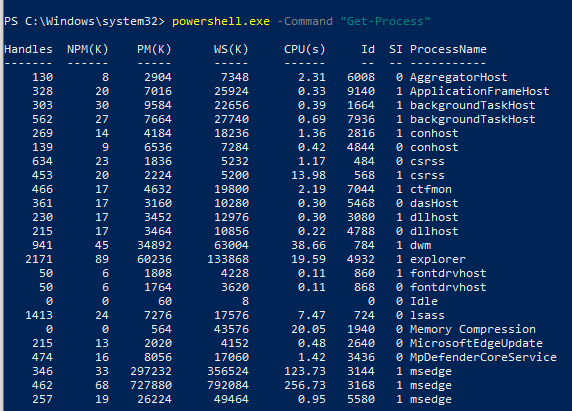 PS C:\Windows\system32> powershell.exe -Command "Get-Process"
Handles NPM(K) PM(K) WS(K) CPU(s) Id SI ProcessName
------- ------ ----- ----- ------ -- -- -----------
130 8 2904 7348 2.31 6008 0 AggregatorHost
328 20 7016 25924 0.33 9140 1 ApplicationFrameHost
303 30 9584 22656 0.39 1664 1 backgroundTaskHost
562 27 7664 27740 0.69 7936 1 backgroundTaskHost
269 14 4184 18236 1.36 2816 1 conhost
139 9 6536 7284 0.42 4844 0 conhost
634 23 1836 5232 1.17 484 0 csrss
453 20 2224 5200 13.98 568 1 csrss
466 17 4632 19800 2.19 7044 1 ctfmon
361 17 3160 10280 0.30 5468 0 dasHost
230 17 3452 12976 0.30 3080 1 dllhost
215 17 3464 10856 0.22 4788 0 dllhost
941 45 34892 63004 38.66 784 1 dwm
2171 89 60236 133868 19.59 4932 1 explorer
50 6 1808 4228 0.11 860 1 fontdrvhost
50 6 1764 3620 0.11 868 0 fontdrvhost
0 0 60 8 0 0 Idle
1413 24 7276 17576 7.47 724 0 lsass
0 0 564 43576 20.05 1940 0 Memory Compression
215 13 2020 4152 0.48 2640 0 MicrosoftEdgeUpdate
474 16 8056 17060 1.42 3436 0 MpDefenderCoreService
346 33 297232 356524 123.73 3144 1 msedge
462 68 727880 792084 256.73 3168 1 msedge
257 19 26224 49464 0.95 5580 1 msedge